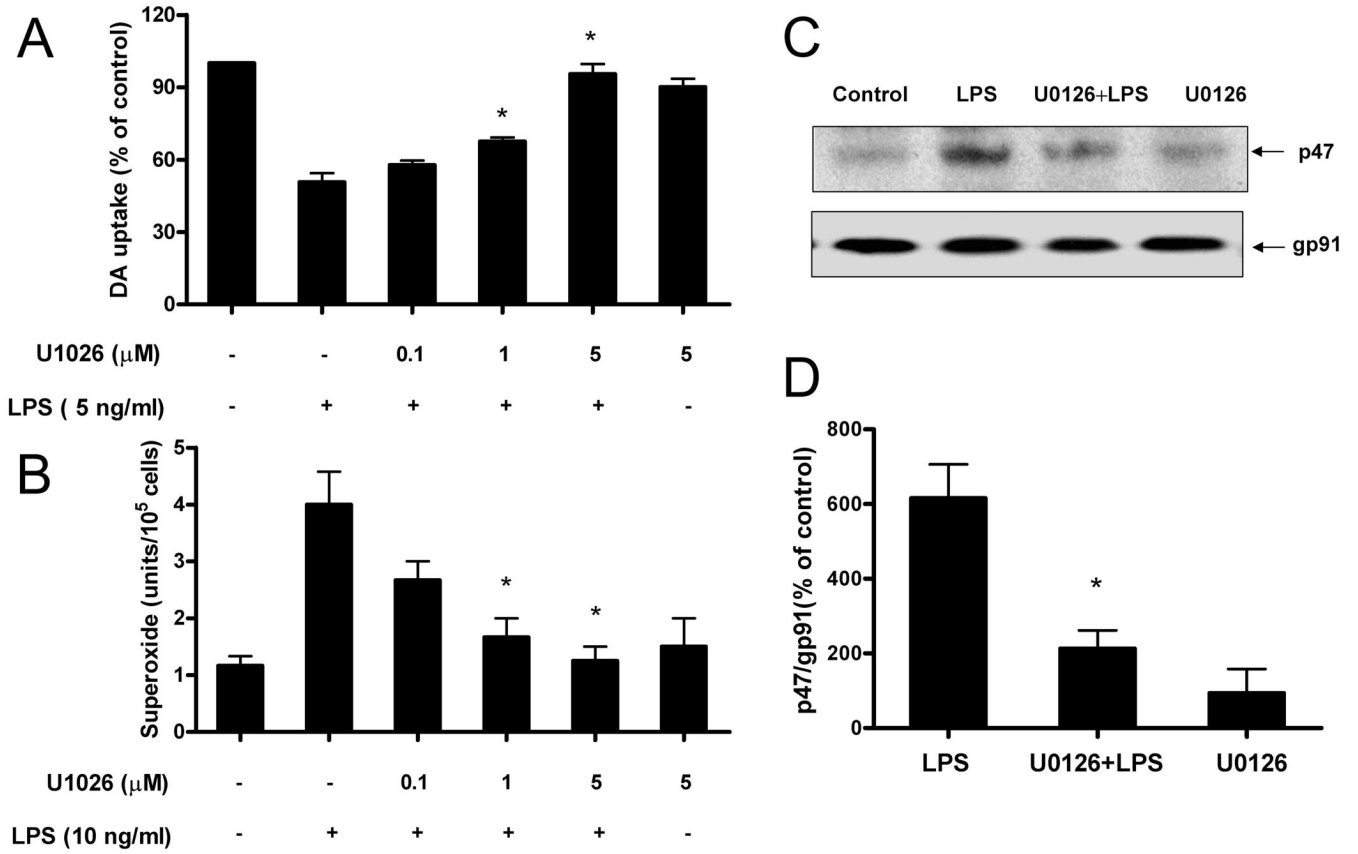 A
DA uptake (% of control)
120
90
60
30
0
U1026 (μM) - - 0.1 1 5 5
LPS ( 5 ng/ml) - + + + + -
* *
B
Superoxide (units/10⁵ cells)
5
4
3
2
1
0
* *
U1026 (μM) - - 0.1 1 5 5
LPS (10 ng/ml) - + + + + -
C
Control LPS U0126+LPS U0126
p47
gp91
D
p47/gp91(% of control)
800
600
400
200
0
*
LPS U0126+LPS U0126